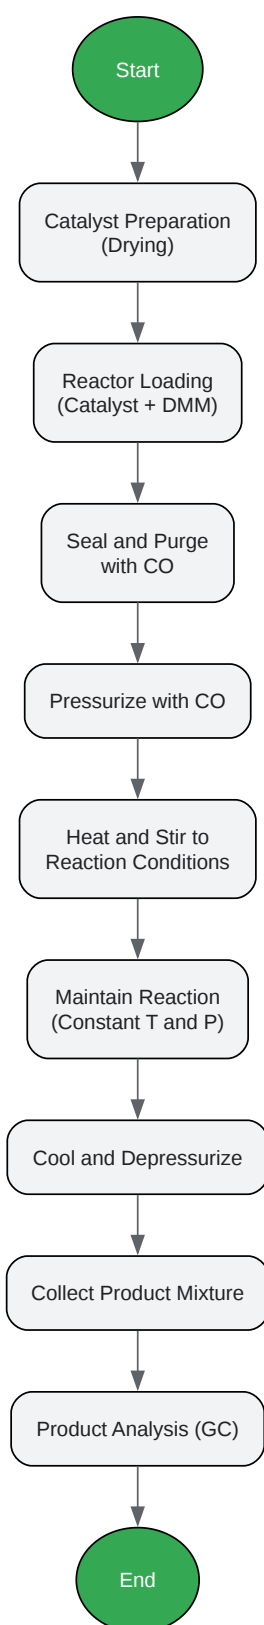 Start
Catalyst Preparation
(Drying)
Reactor Loading
(Catalyst + DMM)
Seal and Purge
with CO
Pressurize with CO
Heat and Stir to
Reaction Conditions
Maintain Reaction
(Constant T and P)
Cool and Depressurize
Collect Product Mixture
Product Analysis (GC)
End